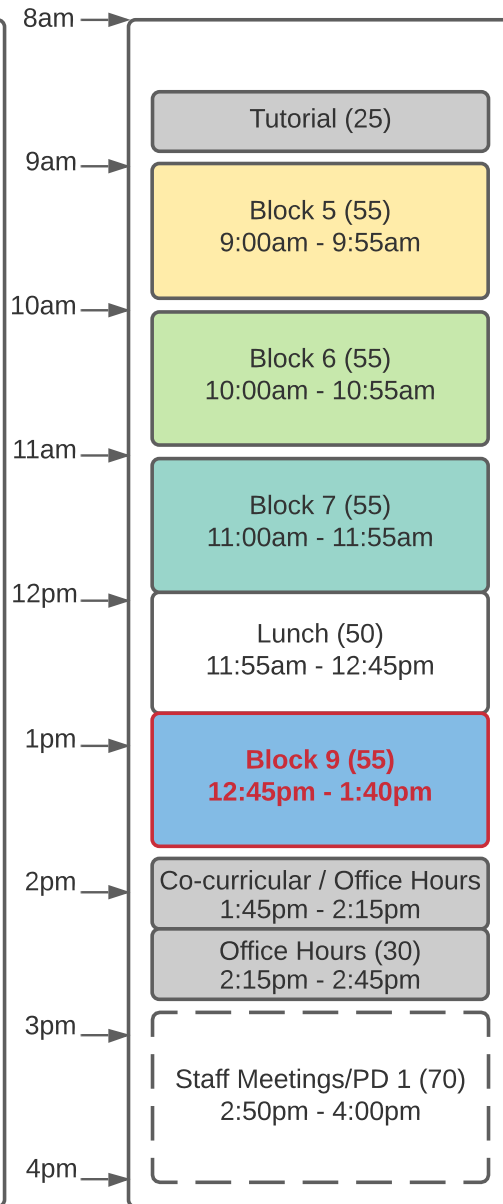 8am
Tutorial (25)
9am
Block 5 (55)
9:00am - 9:55am
10am
Block 6 (55)
10:00am - 10:55am
11am
Block 7 (55)
11:00am - 11:55am
12pm
Lunch (50)
11:55am - 12:45pm
1pm
Block 9 (55)
12:45pm - 1:40pm
2pm
Co-curricular / Office Hours
1:45pm - 2:15pm
Office Hours (30)
2:15pm - 2:45pm
3pm
Staff Meetings/PD 1 (70)
2:50pm - 4:00pm
4pm